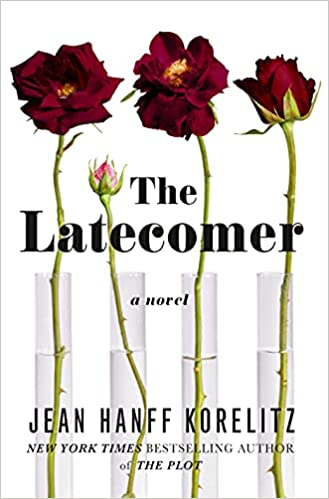 The
Latecomer
a novel
JEAN HANFF KORELITZ
NEW YORK TIMES BESTSELLING AUTHOR
of THE PLOT